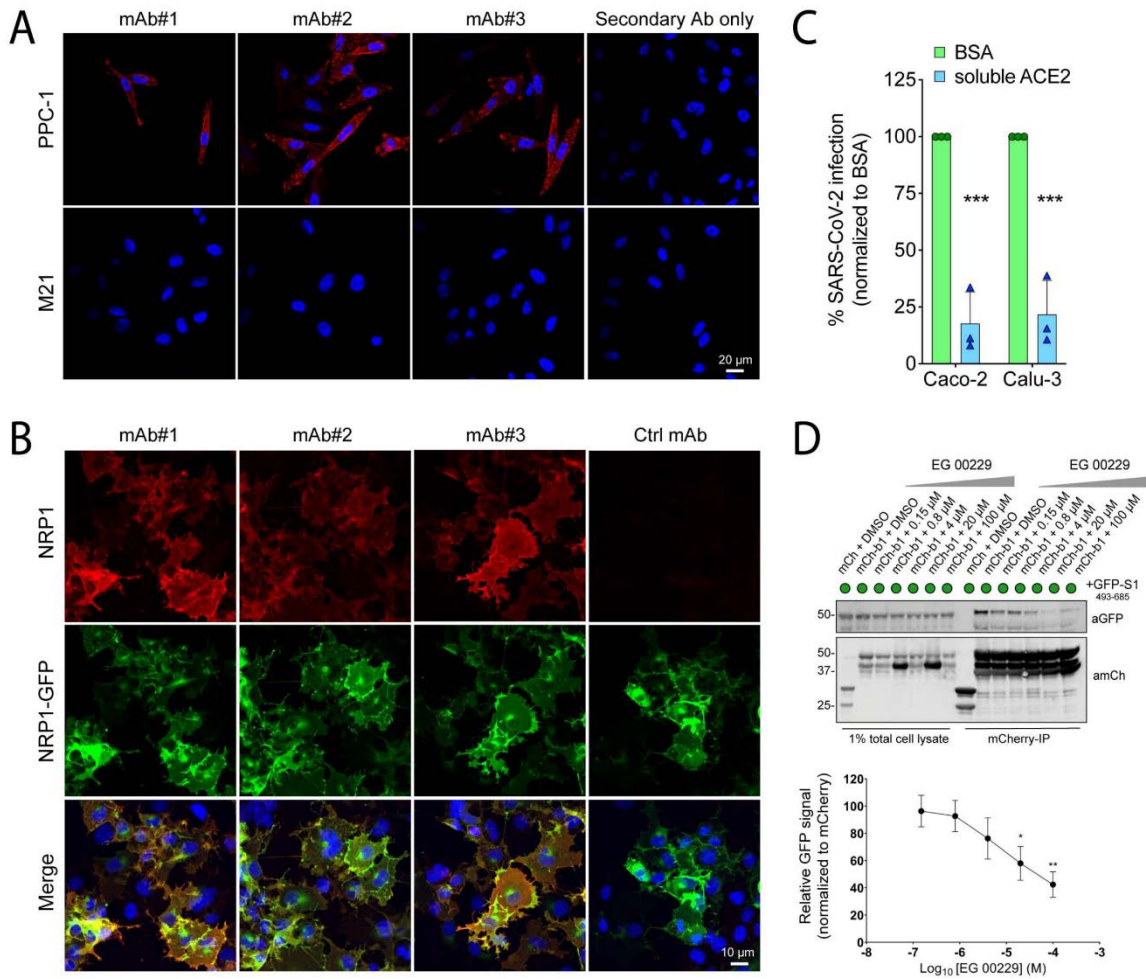 A
mAb#1 mAb#2 mAb#3 Secondary Ab only
PPC-1
M21
20 µm
B
mAb#1 mAb#2 mAb#3 Ctrl mAb
NRP1
NRP1-GFP
Merge
10 µm
C
BSA
soluble ACE2
% SARS-CoV-2 infection
(normalized to BSA)
125
100
75
50
25
0
*** ***
Caco-2 Calu-3
D
EG 00229 EG 00229
mCh + DMSO
mCh-b1 + DMSO
mCh-b1 + 0.15 µM
mCh-b1 + 0.8 µM
mCh-b1 + 4 µM
mCh-b1 + 20 µM
mCh-b1 + 100 µM
mCh + DMSO
mCh-b1 + DMSO
mCh-b1 + 0.15 µM
mCh-b1 + 0.8 µM
mCh-b1 + 4 µM
mCh-b1 + 20 µM
mCh-b1 + 100 µM
+GFP-S1
493-685
50- aGFP
50-
37- amCh
25-
1% total cell lysate mCherry-IP
Relative GFP signal
(normalized to mCherry)
120
100
80
60
40
20
0
* **
-8 -7 -6 -5 -4 -3
Log10 [EG 00229] (M)